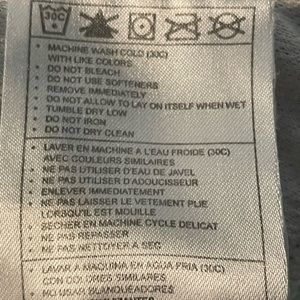 30C
• MACHINE WASH COLD (30C)
WITH LIKE COLORS
• DO NOT BLEACH
• DO NOT USE SOFTENERS
REMOVE IMMEDIATELY
• DO NOT ALLOW TO LAY ON ITSELF WHEN WET
• TUMBLE DRY LOW
• DO NOT IRON
• DO NOT DRY CLEAN
• LAVER EN MACHINE A L'EAU FROIDE (30C)
AVEC COULEURS SIMILAIRES
• NE PAS UTILISER D'EAU DE JAVEL
• NE PAS UTILISER D'ADOUCISSEUR
• ENLEVER IMMEDIATEMENT
• NE PAS LAISSER LE VETEMENT PLIE
LORSQU'IL EST MOUILLE
• SECHER EN MACHINE CYCLE DELICAT
• NE PAS REPASSER
• NE PAS NETTOYER A SEC
• LAVAR A MAQUINA EN AGUA FRIA (30C)
CON COLORES SIMILARES
• NO USAR BLANQUEADORES